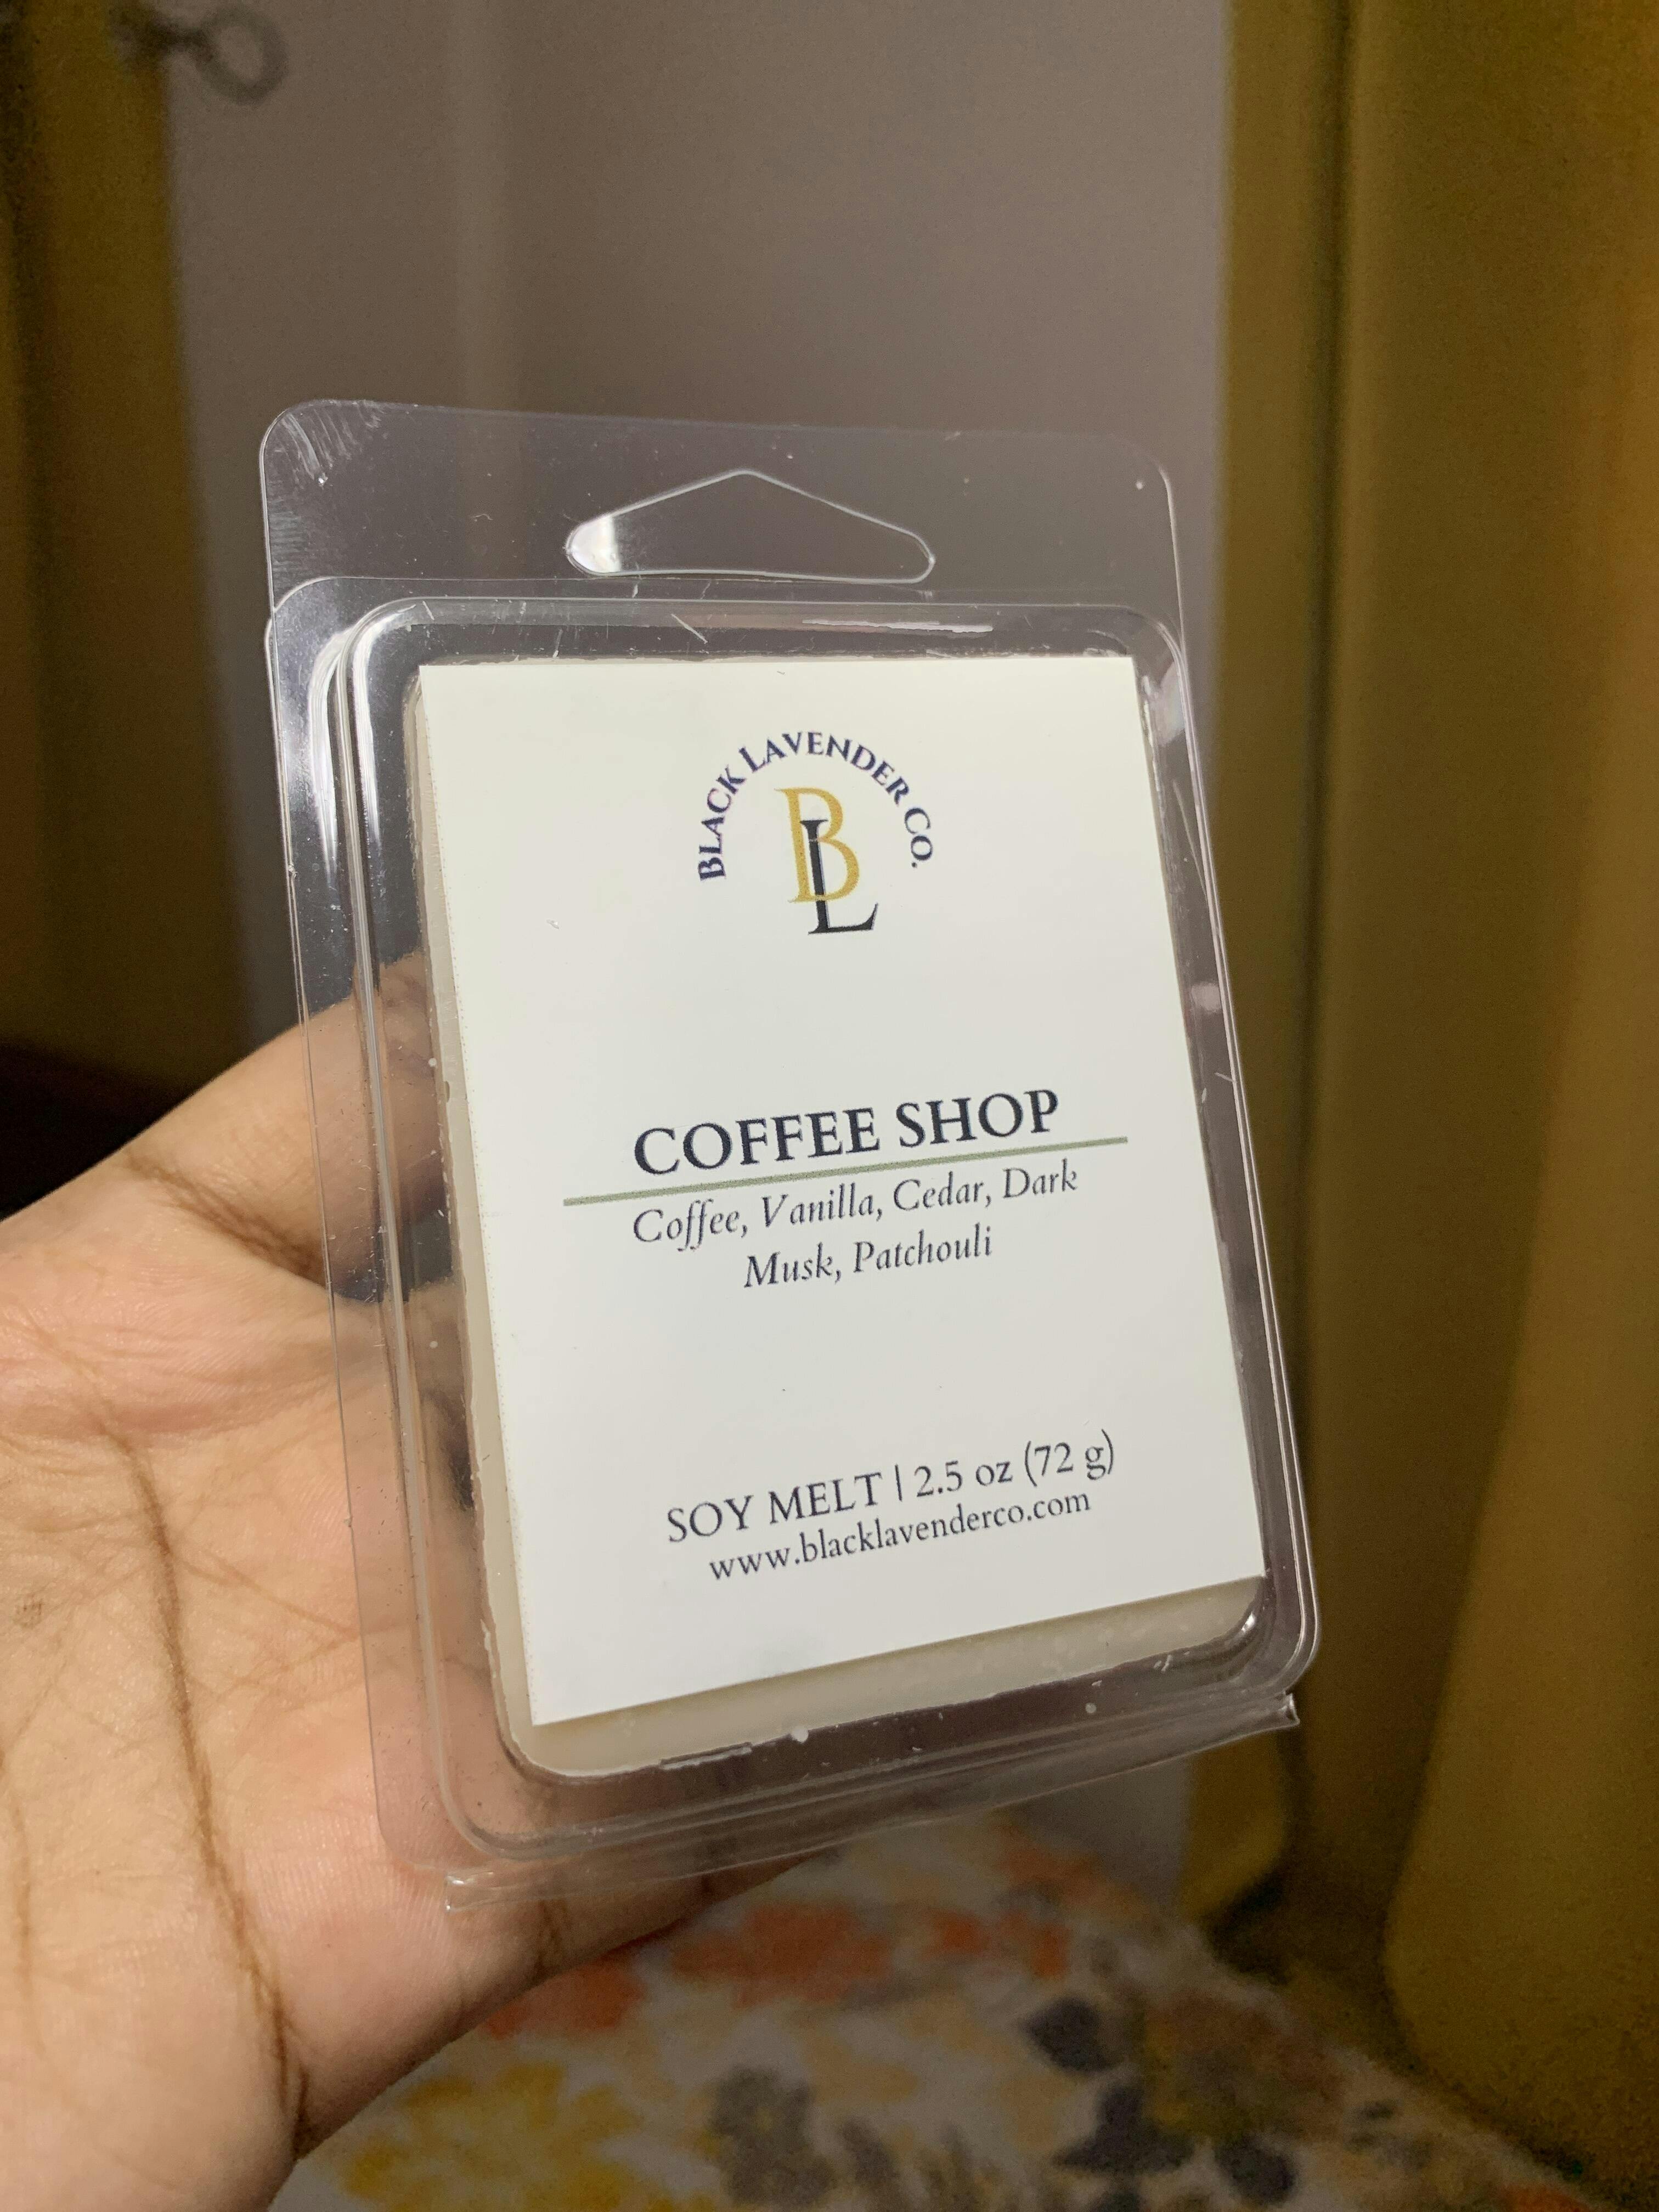 BLACK LAVENDER CO.
BL
COFFEE SHOP
Coffee, Vanilla, Cedar, Dark
Musk, Patchouli
SOY MELT | 2.5 oz (72 g)
www.blacklavenderco.com